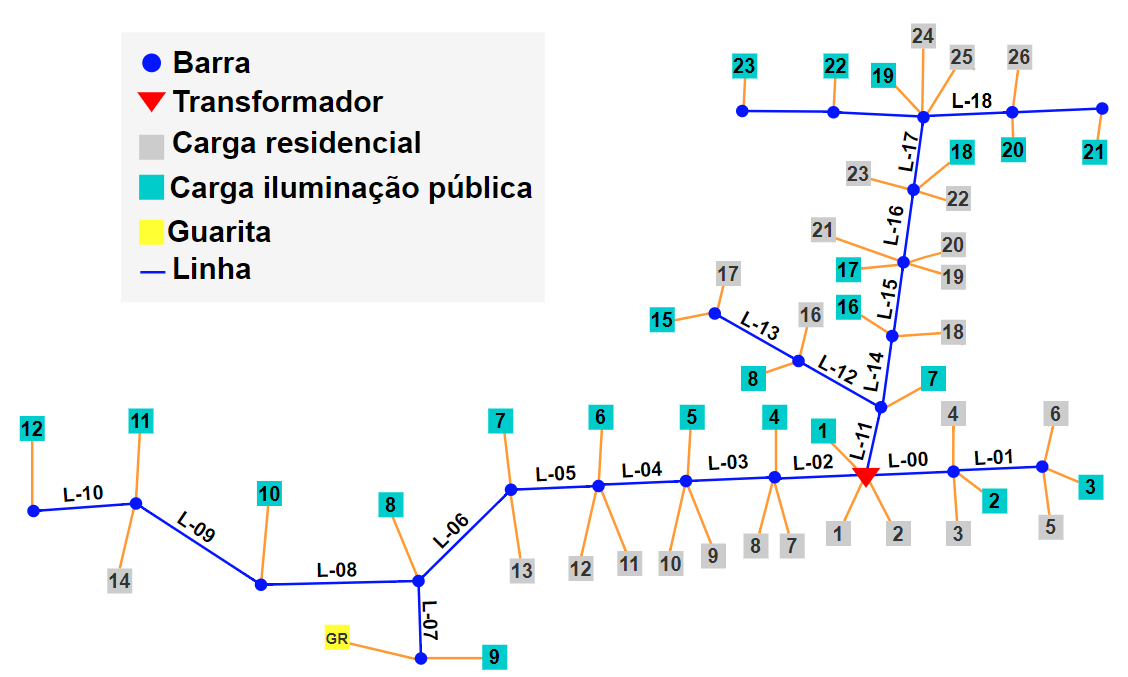 Barra
Transformador
Carga residencial
Carga iluminação pública
Guarita
Linha
24
25
26
23
22
19
L-18
20
21
L-17
18
23
22
L-16
21
20
17
19
L-15
17
16
16
18
15
L-13
L-12
8
L-14
7
12
11
7
6
5
4
1
L-11
4
6
L-05
L-04
L-03
L-02
L-00
L-01
3
2
L-10
10
8
L-06
L-09
1
2
3
5
8
7
10
9
12
11
13
14
L-08
L-07
GR
9